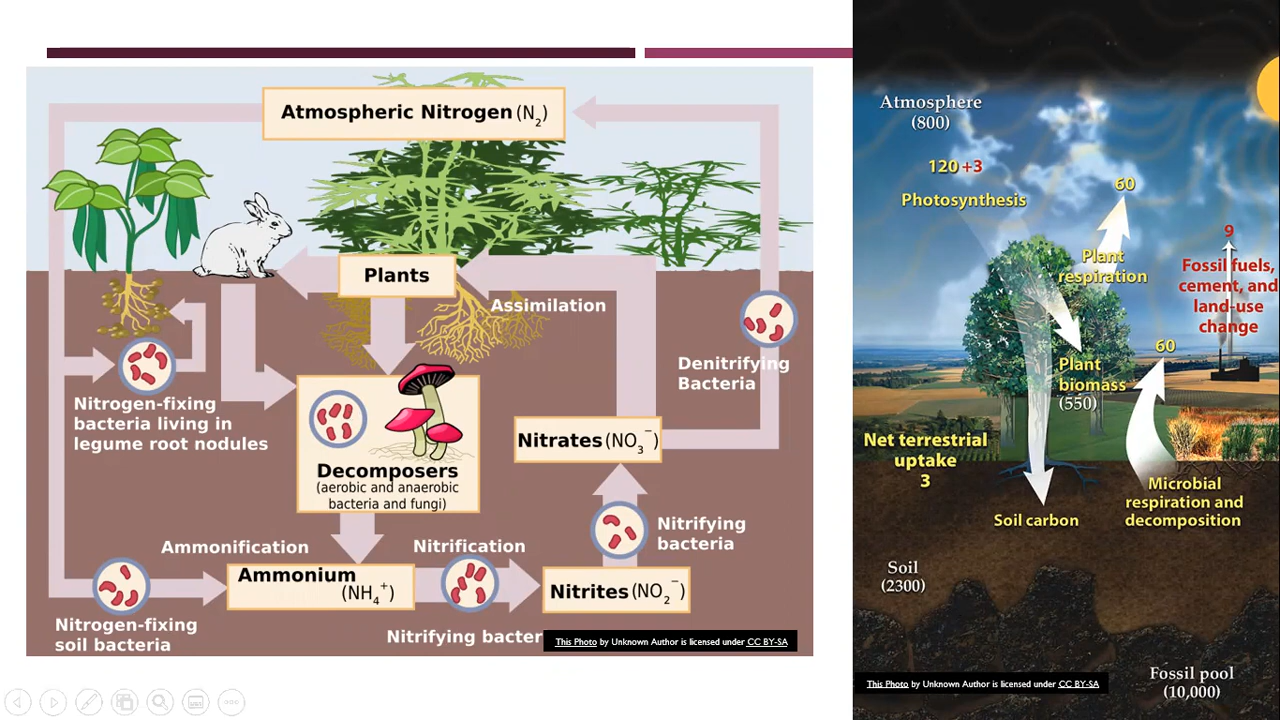 Atmospheric Nitrogen (N2)
Plants
Assimilation
Denitrifying
Bacteria
Nitrogen-fixing
bacteria living in
legume root nodules
Nitrates (NO3−)
Decomposers
(aerobic and anaerobic
bacteria and fungi)
Nitrifying
bacteria
Ammonification
Nitrification
Ammonium
(NH4+)
Nitrites (NO2−)
Nitrogen-fixing
soil bacteria
Nitrifying bacter
This Photo by Unknown Author is licensed under CC BY-SA
Atmosphere
(800)
120 +3
Photosynthesis
60
Plant
respiration
9
Fossil fuels,
cement, and
land-use
change
60
Plant
biomass
(550)
Net terrestrial
uptake
3
Microbial
respiration and
decomposition
Soil carbon
Soil
(2300)
Fossil pool
(10,000)
This Photo by Unknown Author is licensed under CC BY-SA